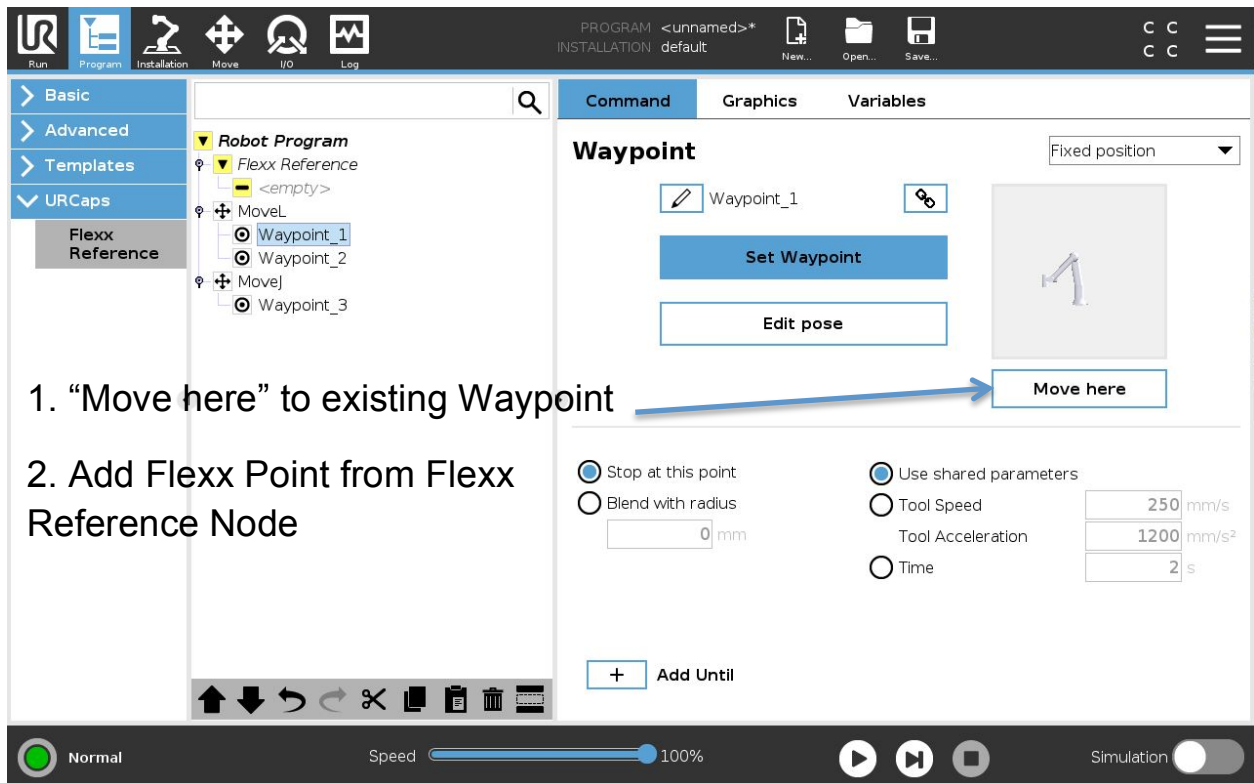 PROGRAM <unnamed>*
INSTALLATION default
New...
Open...
Save...
C C
C C
UR
Run
Program
Installation
Move
I/O
Log
Basic
Advanced
Templates
URCaps
Flexx
Reference
Robot Program
Flexx Reference
<empty>
MoveL
Waypoint_1
Waypoint_2
MoveJ
Waypoint_3
Command
Graphics
Variables
Waypoint
Fixed position
Waypoint_1
Set Waypoint
Edit pose
Move here
1. “Move here” to existing Waypoint
2. Add Flexx Point from Flexx
Reference Node
Stop at this point
Blend with radius
0 mm
Use shared parameters
Tool Speed 250 mm/s
Tool Acceleration 1200 mm/s²
Time 2 s
+ Add Until
Normal
Speed 100%
Simulation